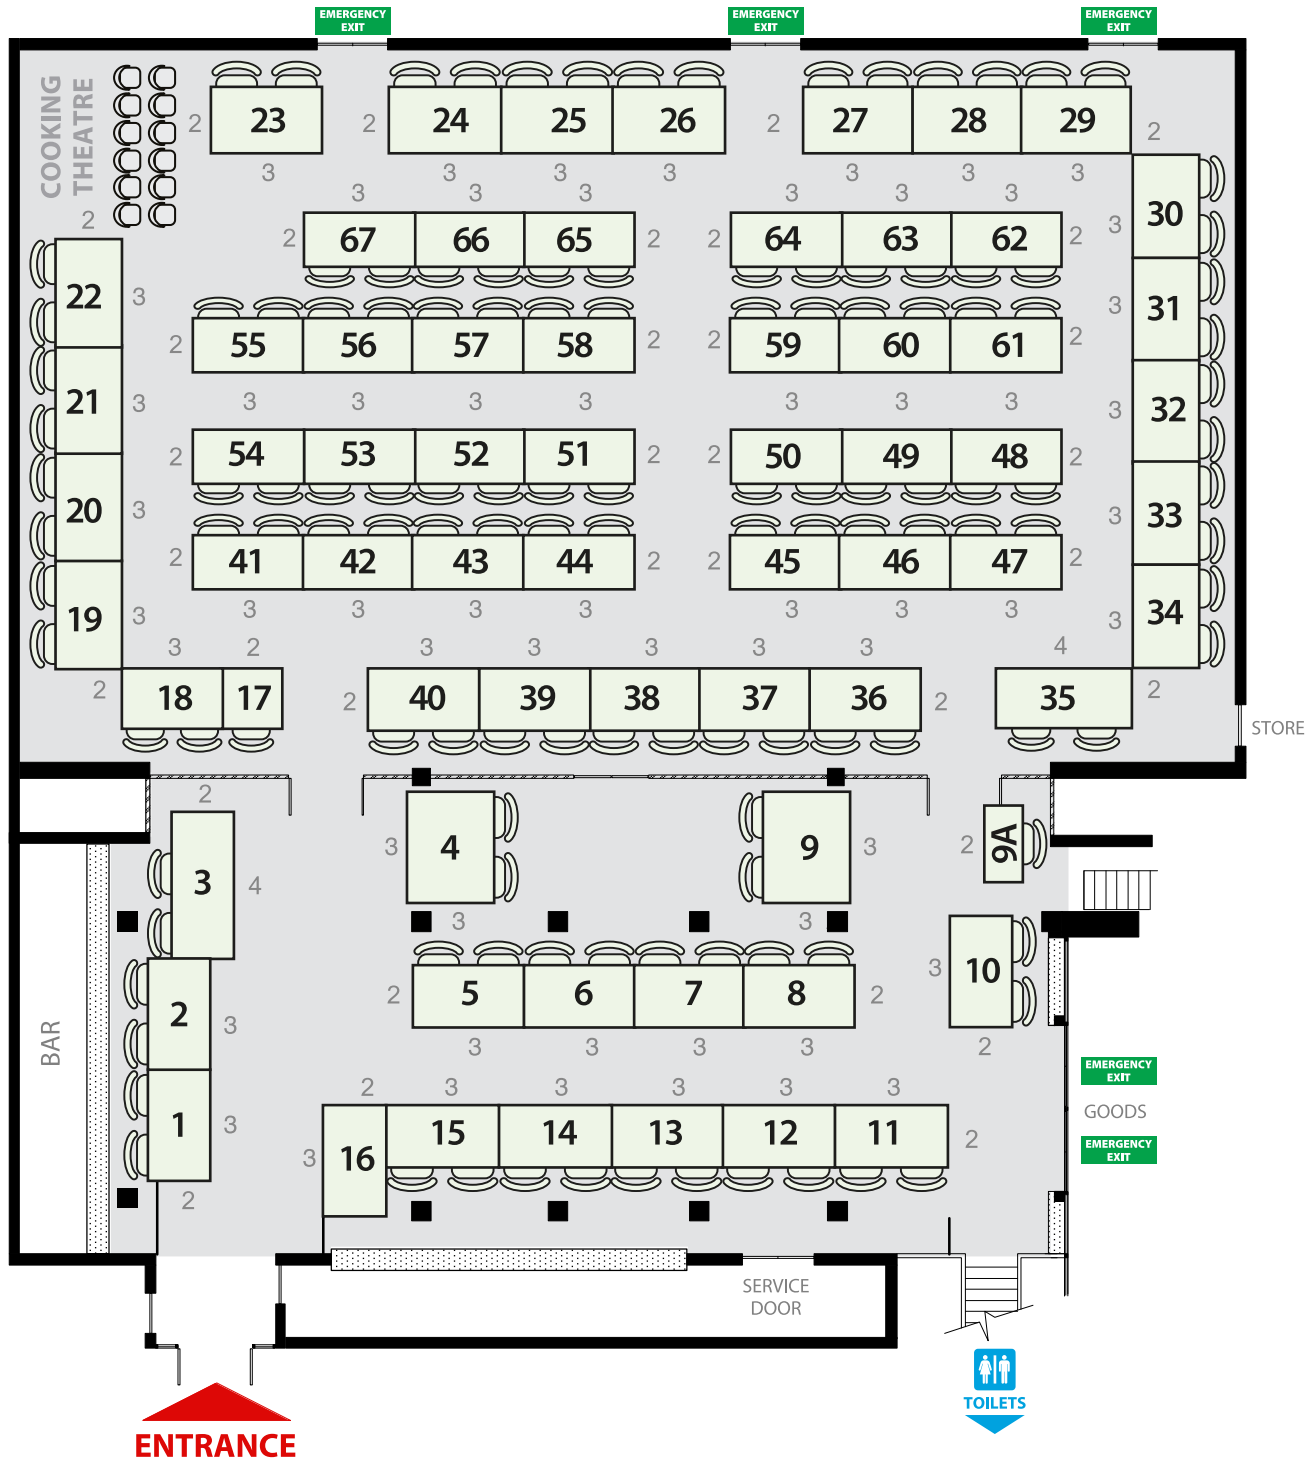 EMERGENCY
EXIT
EMERGENCY
EXIT
EMERGENCY
EXIT
COOKING
THEATRE
2 23 2 24 25 26 2 27 28 29 2
3 3 3 3 3 3 3
2 3 3 3 3 3 3 30 3
2 67 66 65 2 2 64 63 62 2
22 3 31 3
2 55 56 57 58 2 2 59 60 61 2
21 3 3 3 3 3 3 3 3 32 3
2 54 53 52 51 2 2 50 49 48 2
20 3 33 3
2 41 42 43 44 2 2 45 46 47 2
19 3 3 3 3 3 3 3 3 34 3
3 2 3 3 3 3 3 4
2 18 17 2 40 39 38 37 36 2 35 2
STORE
2
3 4 9 3 2 9A
3 4
3 3
3 10
2 5 6 7 8 2
2 3
BAR
3 3 3 3 2
EMERGENCY
EXIT
2 3 3 3 3 3
GOODS
1 3 15 14 13 12 11 2
3 16
EMERGENCY
EXIT
2
SERVICE
DOOR
TOILETS
ENTRANCE